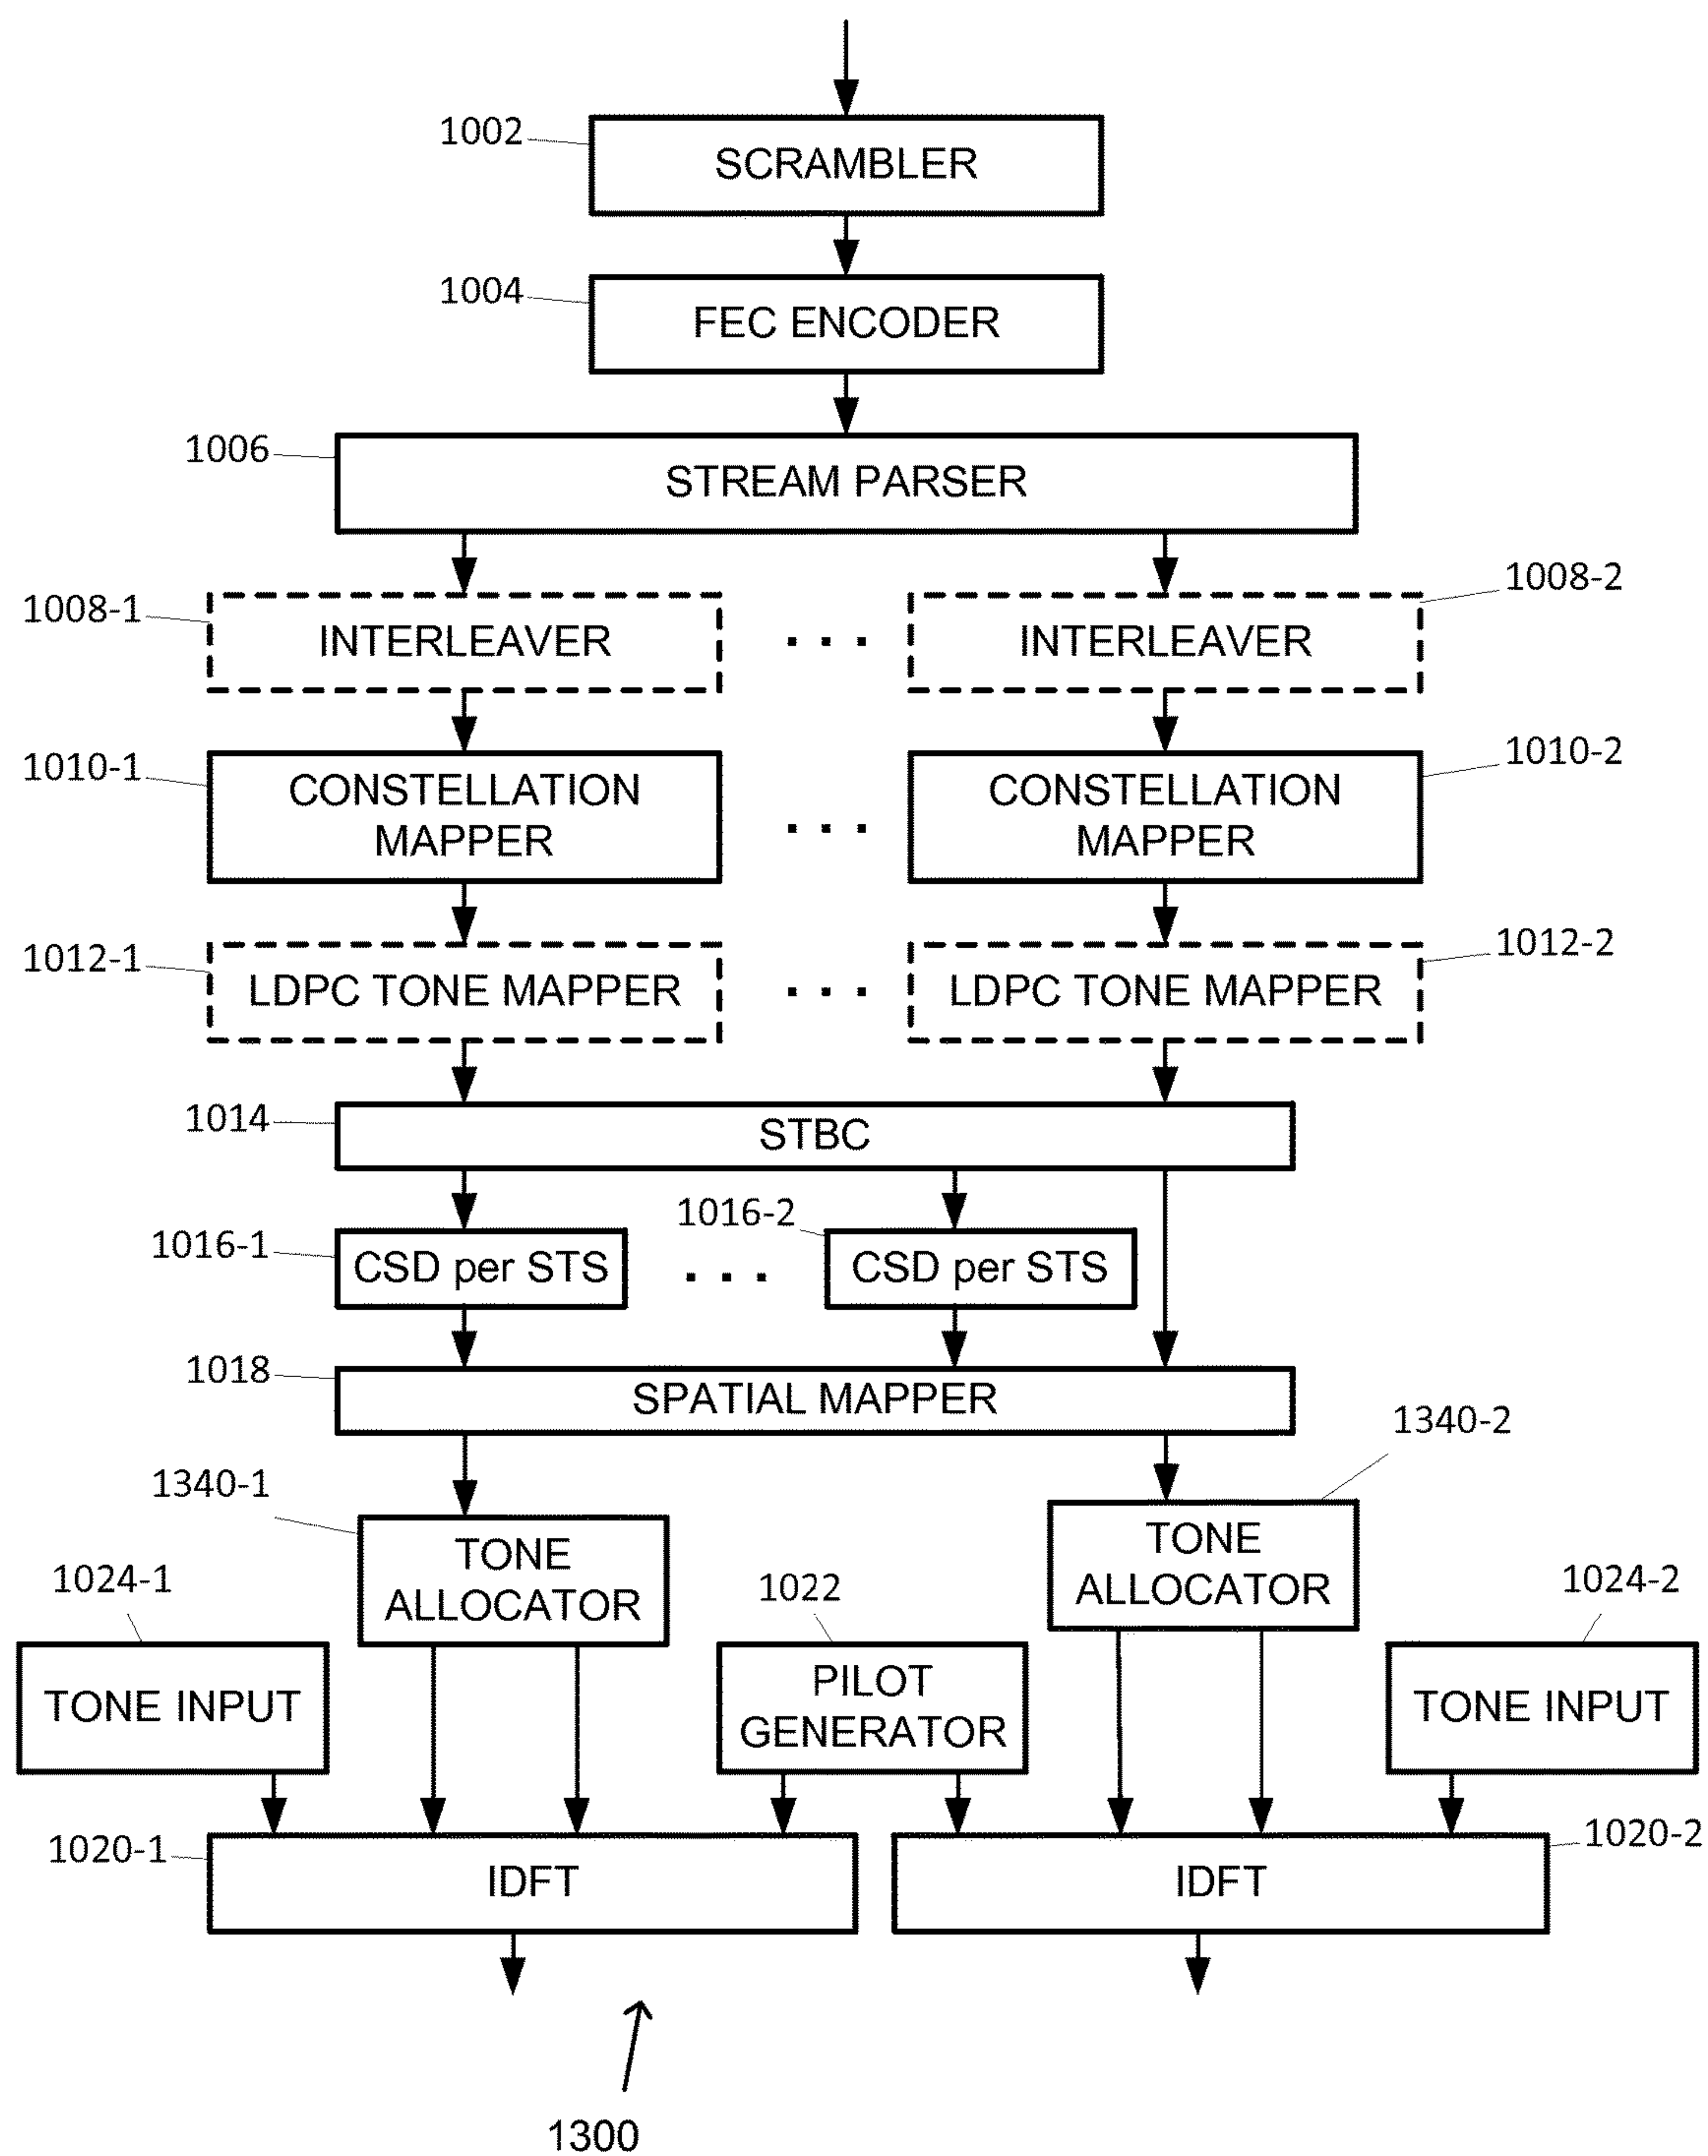 1002
SCRAMBLER
1004
FEC ENCODER
1006
STREAM PARSER
1008-1
INTERLEAVER
. . .
INTERLEAVER
1008-2
1010-1
CONSTELLATION
MAPPER
. . .
CONSTELLATION
MAPPER
1010-2
1012-1
LDPC TONE MAPPER
. . .
LDPC TONE MAPPER
1012-2
1014
STBC
1016-1
CSD per STS
. . .
1016-2
CSD per STS
1018
SPATIAL MAPPER
1340-1
TONE
ALLOCATOR
1340-2
TONE
ALLOCATOR
1024-1
TONE INPUT
1022
PILOT
GENERATOR
1024-2
TONE INPUT
1020-1
IDFT
IDFT
1020-2
1300